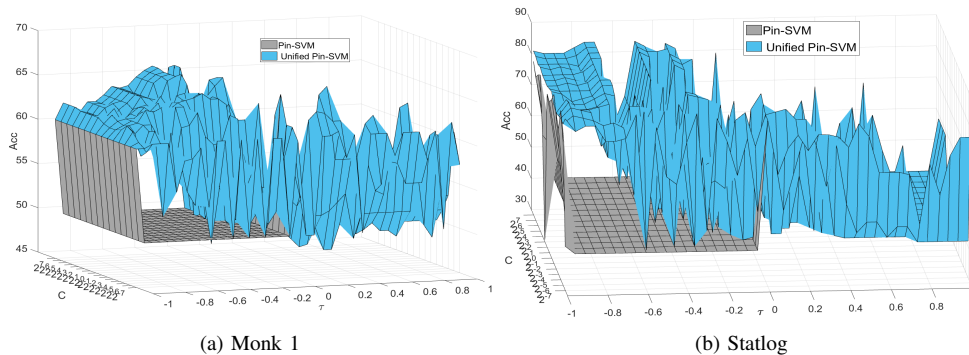 70
65
60
55
50
45
Acc
Pin-SVM
Unified Pin-SVM
C
-1
-0.8
-0.6
-0.4
-0.2
0
0.2
0.4
0.6
0.8
1
τ
(a) Monk 1
90
80
70
60
50
40
30
Acc
Pin-SVM
Unified Pin-SVM
C
-1
-0.8
-0.6
-0.4
-0.2
0
0.2
0.4
0.6
0.8
τ
(b) Statlog